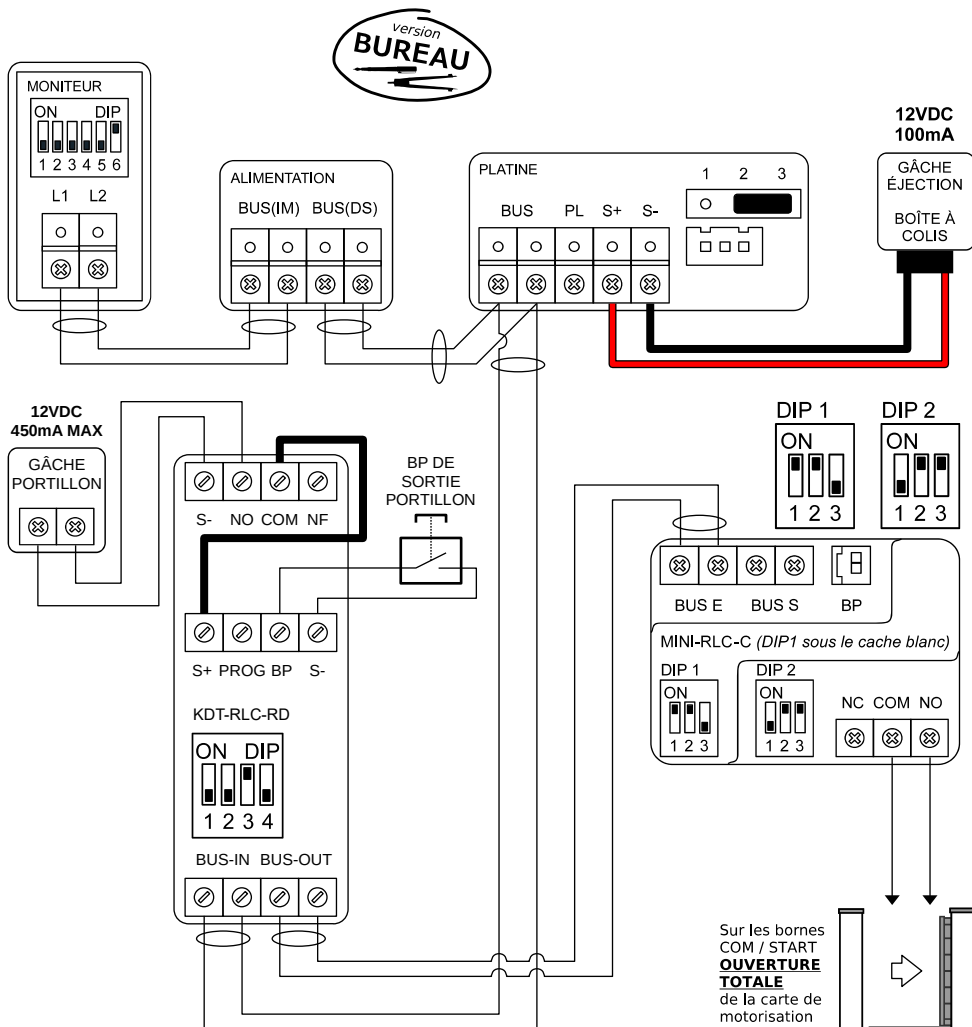 version
BUREAU
MONITEUR
ON DIP
1 2 3 4 5 6
L1 L2
ALIMENTATION
BUS(IM) BUS(DS)
PLATINE
1 2 3
BUS PL S+ S-
12VDC
100mA
GÂCHE
ÉJECTION
BOÎTE À
COLIS
12VDC
450mA MAX
GÂCHE
PORTILLON
S- NO COM NF
BP DE
SORTIE
PORTILLON
S+ PROG BP S-
KDT-RLC-RD
ON DIP
1 2 3 4
BUS-IN BUS-OUT
DIP 1
ON
1 2 3
DIP 2
ON
1 2 3
BUS E BUS S BP
MINI-RLC-C (DIP1 sous le cache blanc)
DIP 1
ON
1 2 3
DIP 2
ON
1 2 3
NC COM NO
Sur les bornes
COM / START
OUVERTURE
TOTALE
de la carte de
motorisation